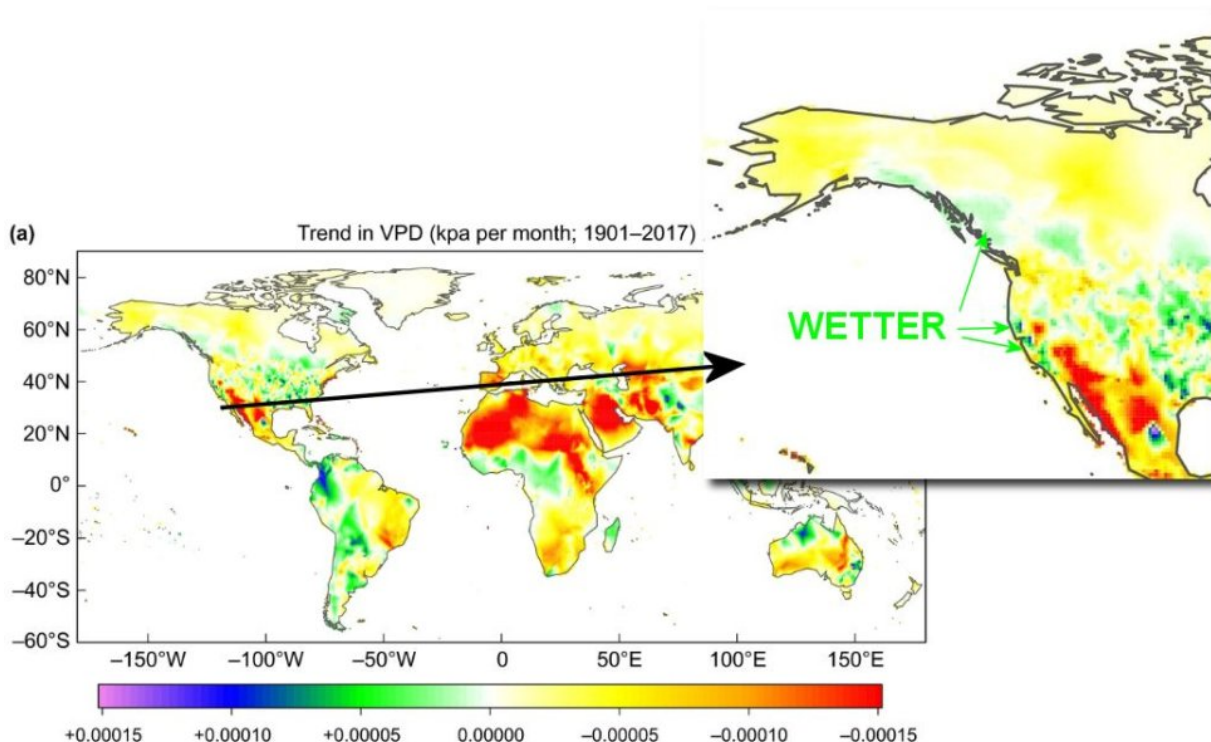 (a)
Trend in VPD (kpa per month; 1901–2017)
WETTER
80°N
60°N
40°N
20°N
0°
–20°S
–40°S
–60°S
–150°W –100°W –50°W 0 50°E 100°E 150°E
+0.00015 +0.00010 +0.00005 0.00000 –0.00005 –0.00010 –0.00015